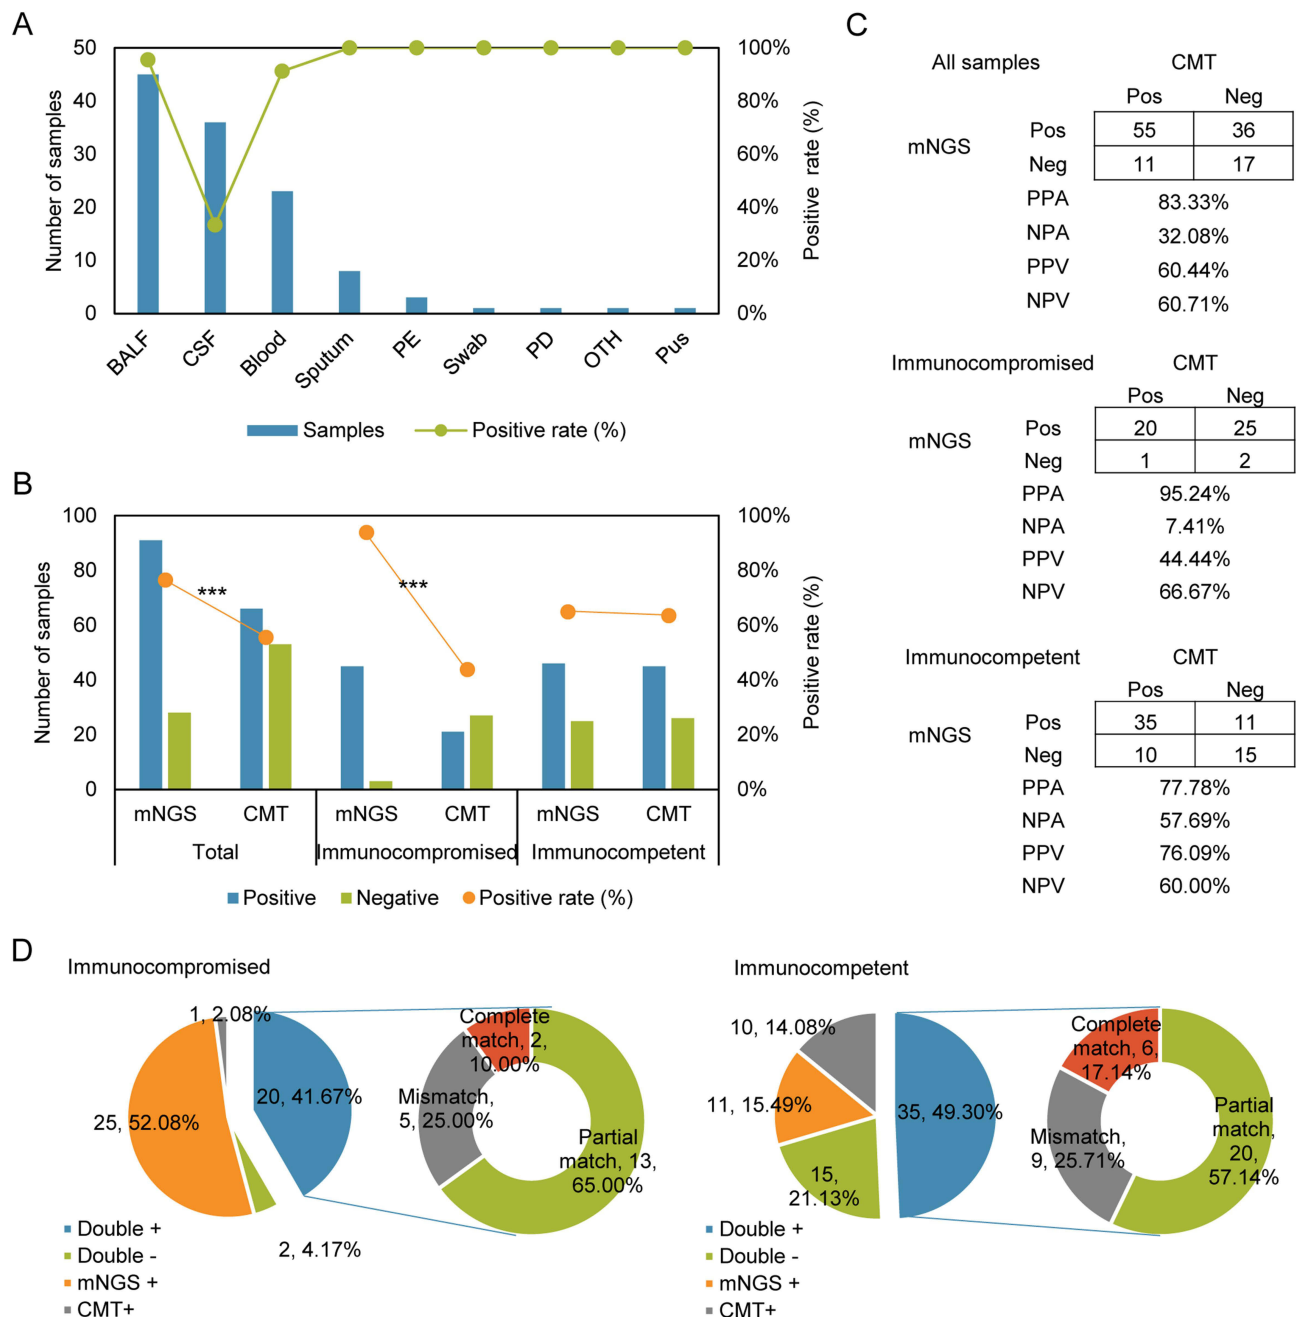 A
50
40
30
20
10
0
Number of samples
100%
80%
60%
40%
20%
0%
Positive rate (%)
BALF
CSF
Blood
Sputum
PE
Swab
PD
OTH
Pus
Samples
Positive rate (%)
B
100
80
60
40
20
0
Number of samples
100%
80%
60%
40%
20%
0%
Positive rate (%)
***
***
mNGS CMT mNGS CMT mNGS CMT
Total Immunocompromised Immunocompetent
Positive Negative Positive rate (%)
C
All samples CMT
Pos Neg
mNGS
Pos 55 36
Neg 11 17
PPA 83.33%
NPA 32.08%
PPV 60.44%
NPV 60.71%
Immunocompromised CMT
Pos Neg
mNGS
Pos 20 25
Neg 1 2
PPA 95.24%
NPA 7.41%
PPV 44.44%
NPV 66.67%
Immunocompetent CMT
Pos Neg
mNGS
Pos 35 11
Neg 10 15
PPA 77.78%
NPA 57.69%
PPV 76.09%
NPV 60.00%
D
Immunocompromised
1, 2.08%
20, 41.67%
25, 52.08%
2, 4.17%
Complete
match, 2,
10.00%
Mismatch,
5, 25.00%
Partial
match, 13,
65.00%
Double +
Double -
mNGS +
CMT+
Immunocompetent
10, 14.08%
11, 15.49%
35, 49.30%
15,
21.13%
Complete
match, 6,
17.14%
Mismatch,
9, 25.71%
Partial
match,
20,
57.14%
Double +
Double -
mNGS +
CMT+